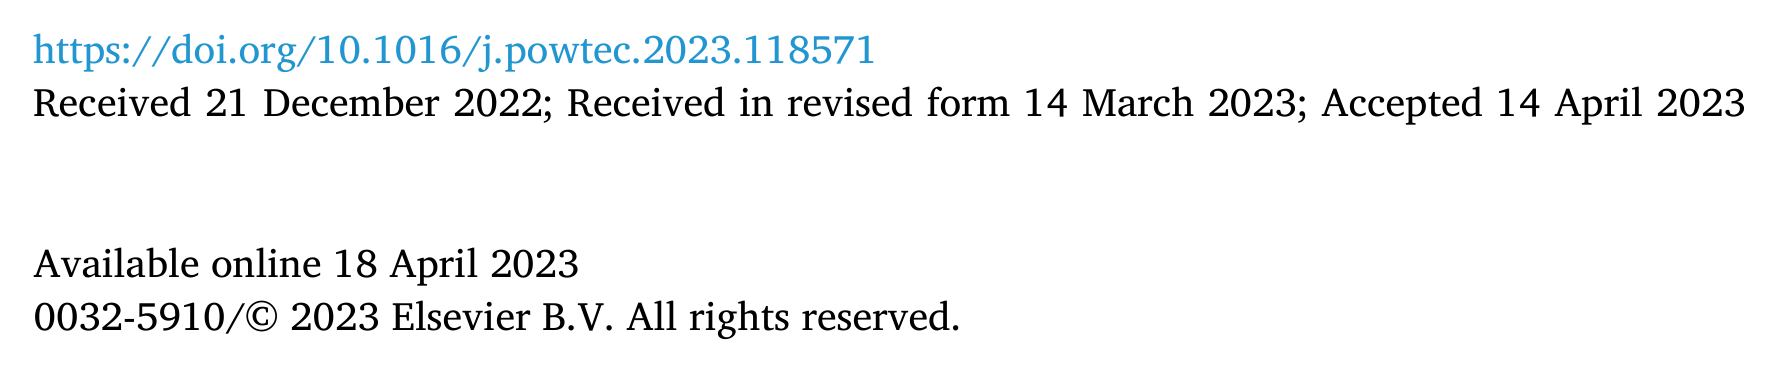 https://doi.org/10.1016/j.powtec.2023.118571
Received 21 December 2022; Received in revised form 14 March 2023; Accepted 14 April 2023
Available online 18 April 2023
0032-5910/© 2023 Elsevier B.V. All rights reserved.